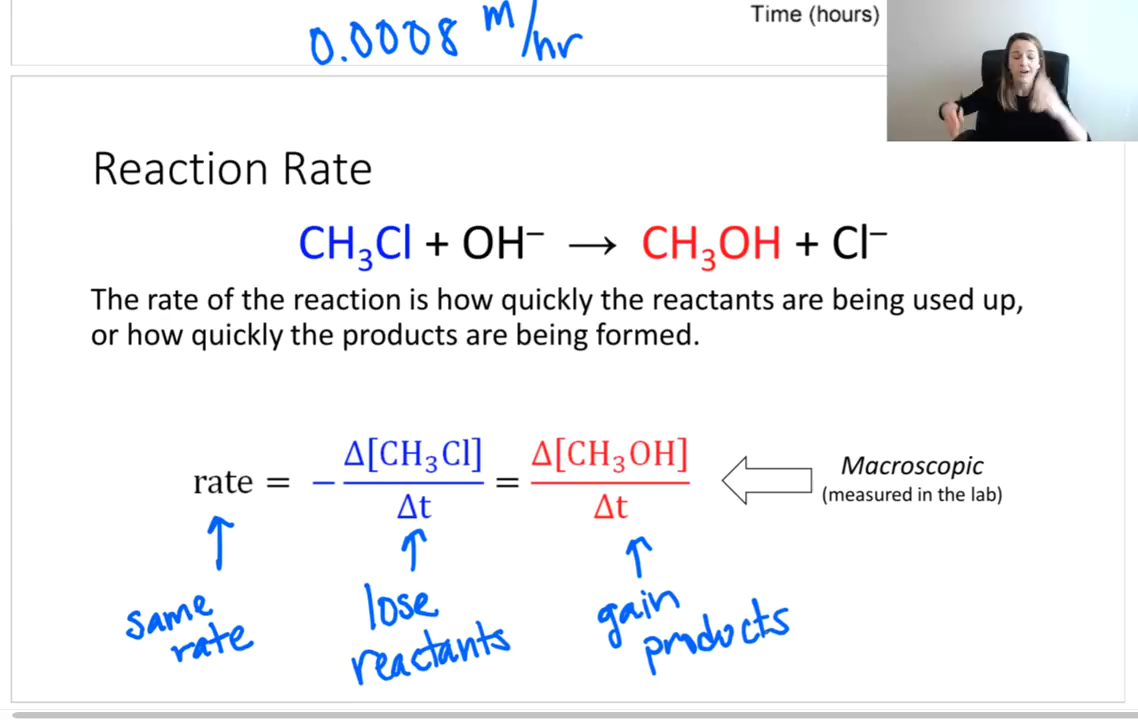 Time (hours)
0.0008 m/hr
Reaction Rate
CH₃Cl + OH⁻ → CH₃OH + Cl⁻
The rate of the reaction is how quickly the reactants are being used up,
or how quickly the products are being formed.
rate = − Δ[CH₃Cl]/Δt = Δ[CH₃OH]/Δt
Macroscopic
(measured in the lab)
same
rate
lose
reactants
gain
products